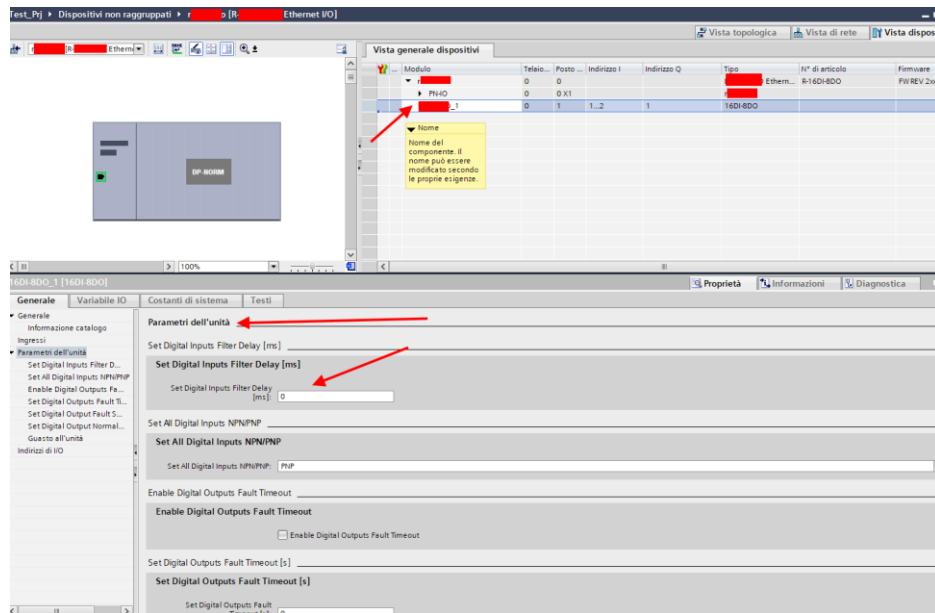 Test_Prj ▸ Dispositivi non raggruppati ▸ r o [R- Ethernet I/O]
Vista topologica Vista di rete Vista dispos
r [R- Ethern
Vista generale dispositivi
... Modulo Telaio... Posto ... Indirizzo I Indirizzo Q Tipo N° di articolo Firmware
r 0 0 Ethern... R-16DI-8DO FW REV 2.x
PN-IO 0 0 X1
_1 0 1 1...2 1 16DI-8DO
Nome
Nome del
componente. Il
nome può essere
modificato secondo
le proprie esigenze.
DP-NORM
100%
16DI-8DO_1 [16DI-8DO]
Proprietà Informazioni Diagnostica
Generale Variabile IO Costanti di sistema Testi
Generale
Informazione catalogo
Ingressi
Parametri dell'unità
Set Digital Inputs Filter D...
Set All Digital Inputs NPN/PNP
Enable Digital Outputs Fa...
Set Digital Outputs Fault Ti...
Set Digital Output Fault S...
Set Digital Output Normal...
Guasto all'unità
Indirizzi di I/O
Parametri dell'unità
Set Digital Inputs Filter Delay [ms]
Set Digital Inputs Filter Delay [ms]
Set Digital Inputs Filter Delay
[ms]: 0
Set All Digital Inputs NPN/PNP
Set All Digital Inputs NPN/PNP
Set All Digital Inputs NPN/PNP: PNP
Enable Digital Outputs Fault Timeout
Enable Digital Outputs Fault Timeout
Enable Digital Outputs Fault Timeout
Set Digital Outputs Fault Timeout [s]
Set Digital Outputs Fault Timeout [s]
Set Digital Outputs Fault
Timeout [s]: 0